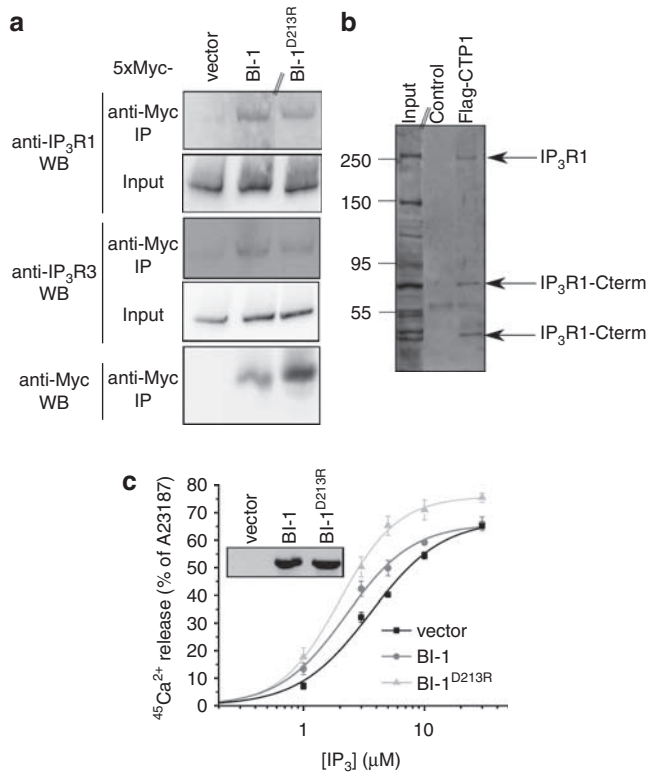 a
5xMyc-
vector
BI-1
BI-1D213R
anti-IP3R1
WB
anti-Myc
IP
Input
anti-IP3R3
WB
anti-Myc
IP
Input
anti-Myc
WB
anti-Myc
IP
b
Input
Control
Flag-CTP1
250
150
95
55
IP3R1
IP3R1-Cterm
IP3R1-Cterm
c
45Ca2+ release (% of A23187)
80
70
60
50
40
30
20
10
0
vector
BI-1
BI-1D213R
vector
BI-1
BI-1D213R
1
10
[IP3] (μM)